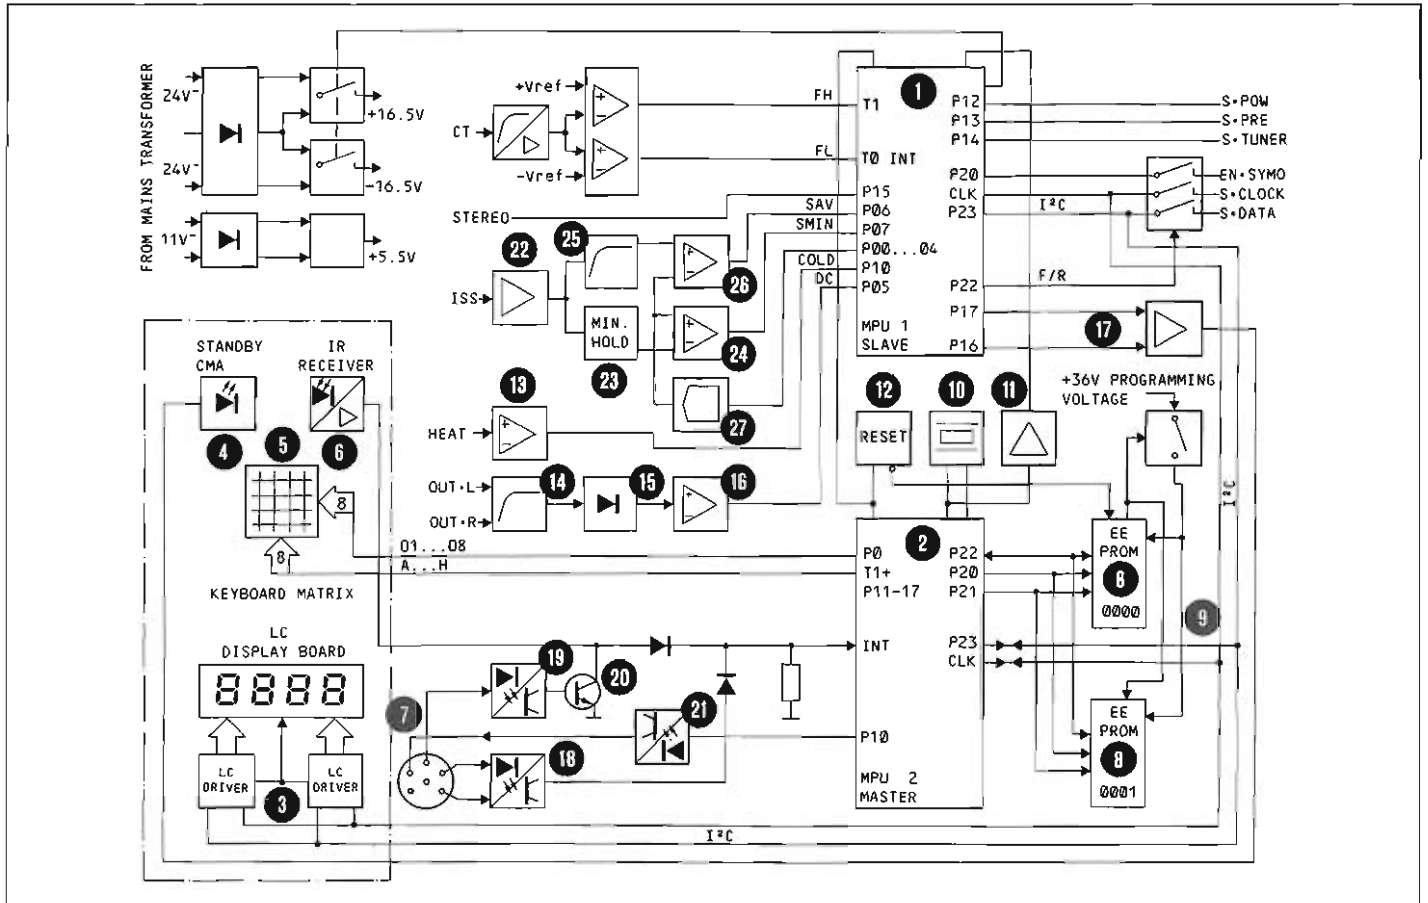 FROM MAINS TRANSFORMER
24V~
24V~
11V~
+16.5V
-16.5V
+5.5V
+Vref
CT
-Vref
FH
FL
STEREO
SAV
SMIN
COLD
DC
ISS
22
25
26
MIN.
HOLD
23
24
27
HEAT
13
OUT·L
OUT·R
14
15
16
1
T1
T0 INT
P15
P06
P07
P00...04
P10
P05
MPU 1
SLAVE
P12
P13
P14
P20
CLK
P23
P22
P17
P16
S·POW
S·PRE
S·TUNER
EN·SYMO
S·CLOCK
S·DATA
I²C
F/R
17
+36V PROGRAMMING
VOLTAGE
12
RESET
10
11
STANDBY
CMA
IR
RECEIVER
4
5
6
8
8
KEYBOARD MATRIX
01...08
A...H
LC
DISPLAY BOARD
8888
LC
DRIVER
3
LC
DRIVER
7
19
20
18
21
2
P0
T1+
P11-17
INT
P10
MPU 2
MASTER
P22
P20
P21
P23
CLK
EE
PROM
8
0000
9
EE
PROM
8
0001
I²C
I²C